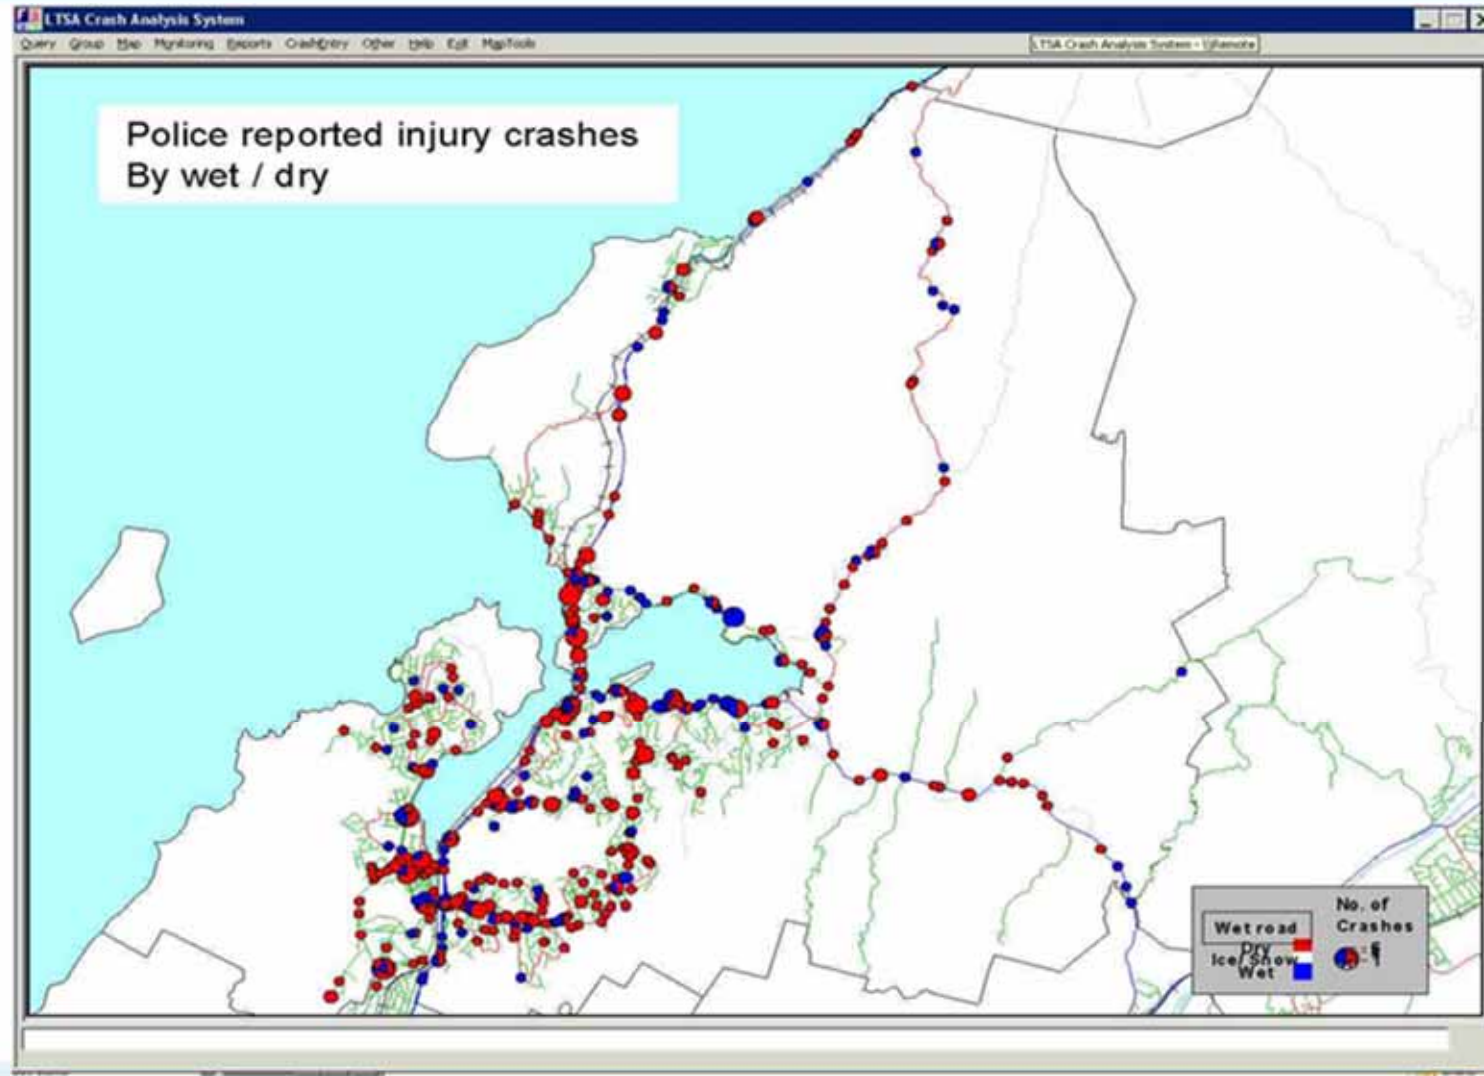 LTSA Crash Analysis System
Query Group Map Monitoring Reports CrashEntry Other Help Exit MapTools
LTSA Crash Analysis System -
Police reported injury crashes
By wet / dry
No. of
Crashes
Wet road
Dry
Ice/Snow
Wet